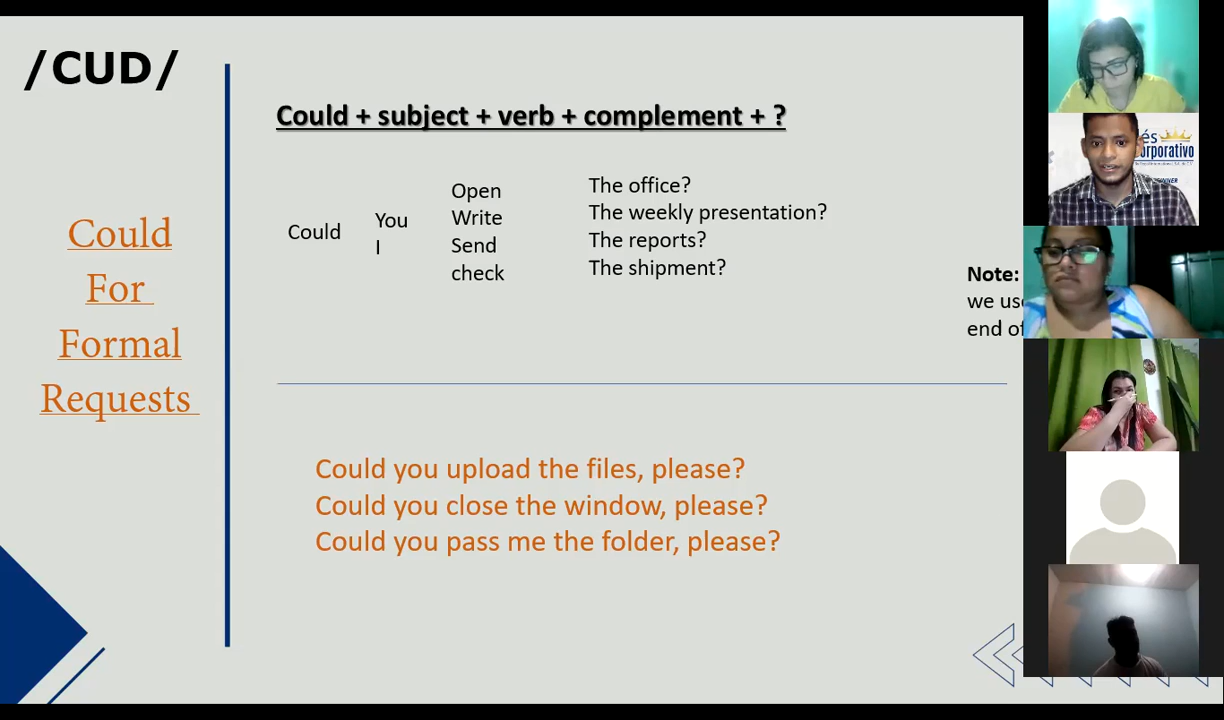 /CUD/
Could
For
Formal
Requests
Could + subject + verb + complement + ?
Could
You
I
Open
Write
Send
check
The office?
The weekly presentation?
The reports?
The shipment?
Note:
we
end
Could you upload the files, please?
Could you close the window, please?
Could you pass me the folder, please?
és
orporativo